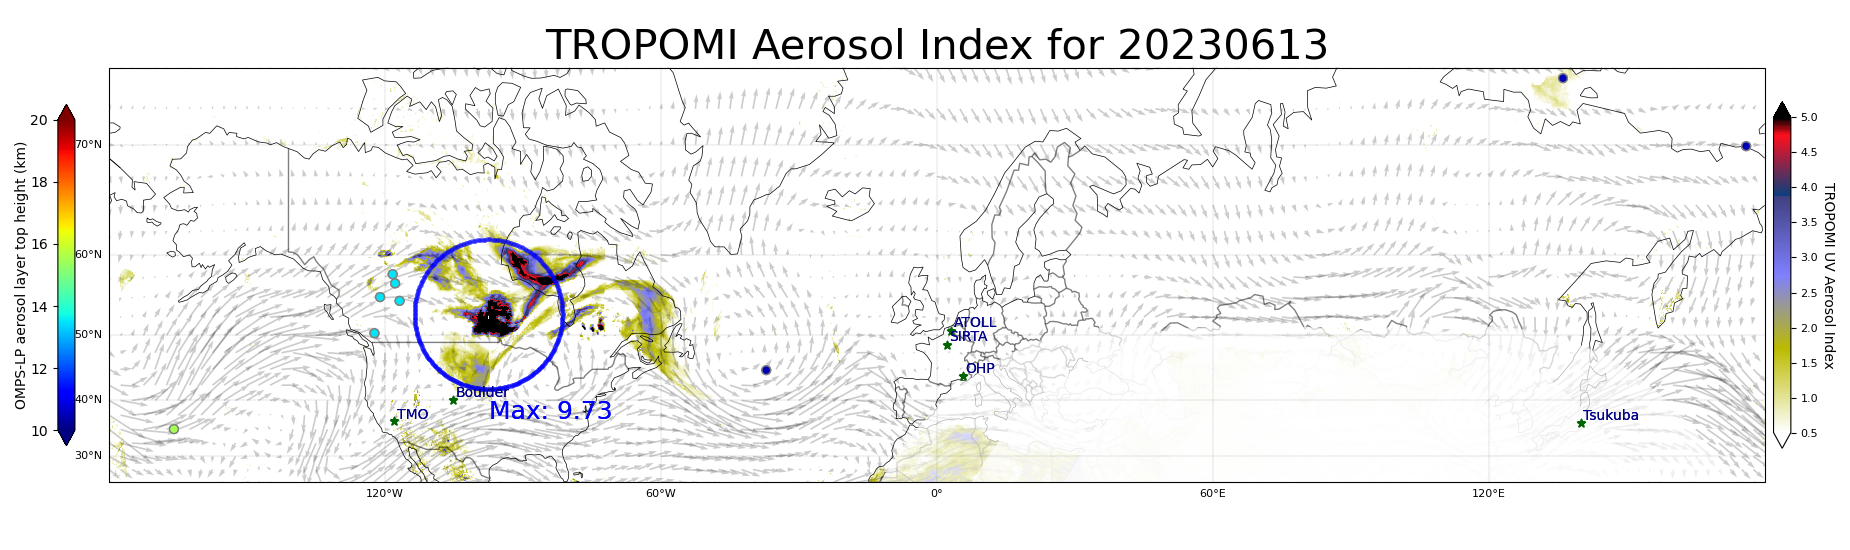 TROPOMI Aerosol Index for 20230613
OMPS-LP aerosol layer top height (km)
20
18
16
14
12
10
70°N
60°N
50°N
40°N
30°N
120°W
60°W
0°
60°E
120°E
ATOLL
SIRTA
OHP
Boulder
TMO
Max: 9.73
Tsukuba
5.0
4.5
4.0
3.5
3.0
2.5
2.0
1.5
1.0
0.5
TROPOMI UV Aerosol Index